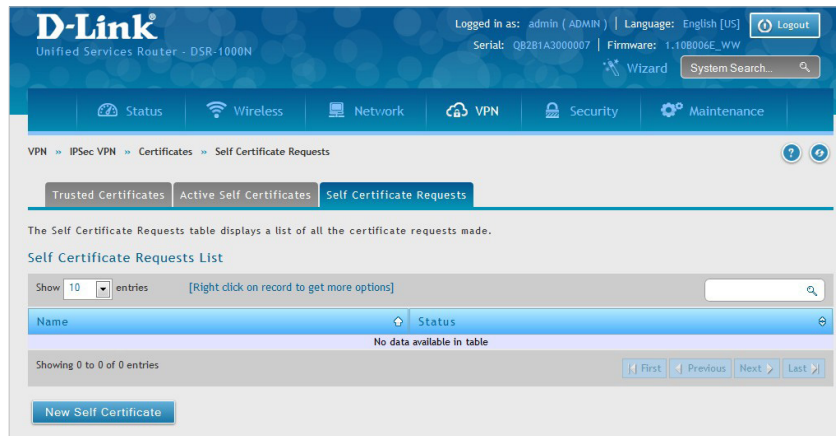 D-Link®
Unified Services Router - DSR-1000N
Logged in as: admin ( ADMIN ) | Language: English [US] Logout
Serial: QB2B1A3000007 | Firmware: 1.10B006E_WW
Wizard System Search...
Status Wireless Network VPN Security Maintenance
VPN » IPSec VPN » Certificates » Self Certificate Requests ?
Trusted Certificates Active Self Certificates Self Certificate Requests
The Self Certificate Requests table displays a list of all the certificate requests made.
Self Certificate Requests List
Show 10 entries [Right click on record to get more options]
Name Status
No data available in table
Showing 0 to 0 of 0 entries First Previous Next Last
New Self Certificate